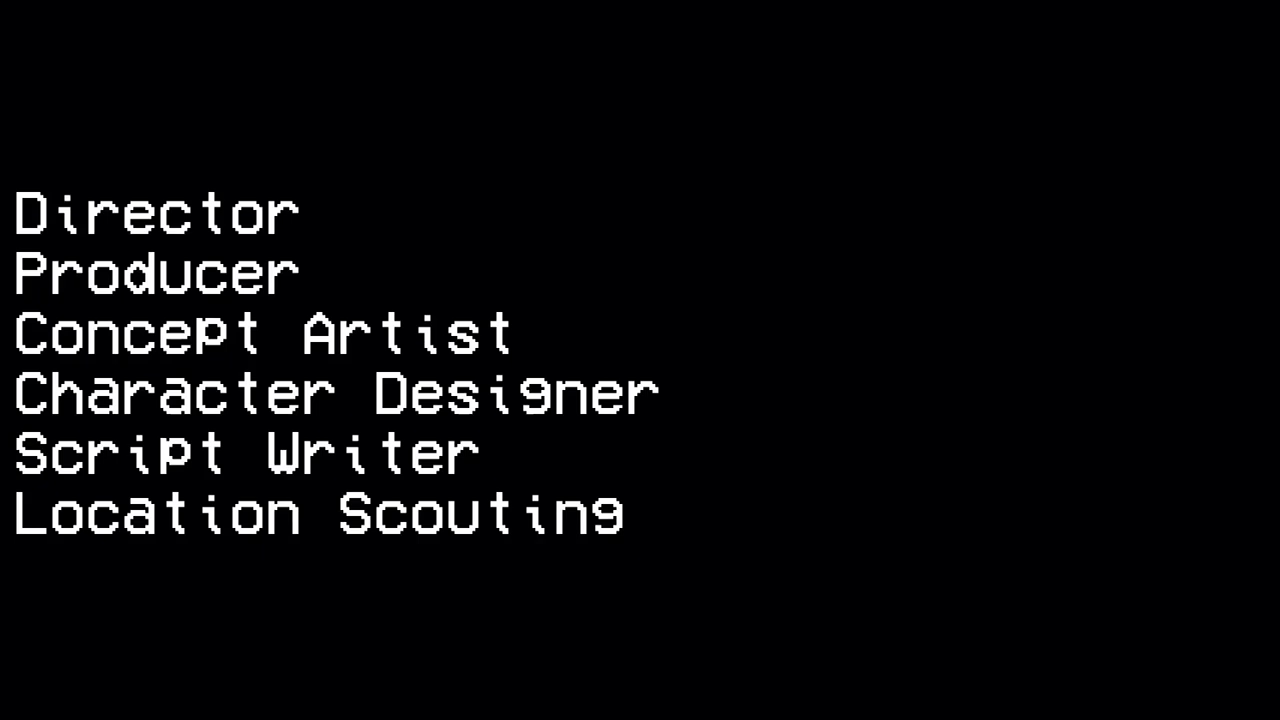 Director
Producer
Concept Artist
Character Designer
Script Writer
Location Scouting